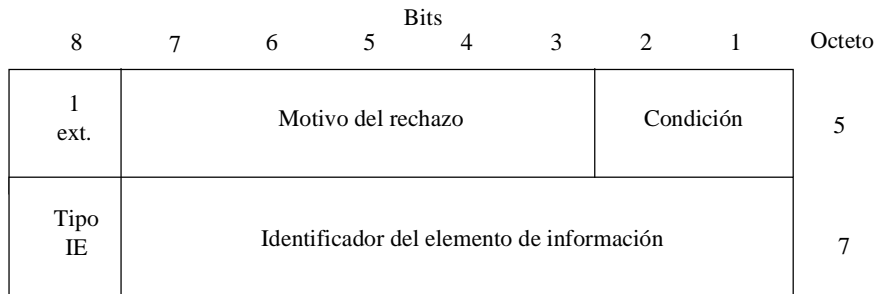 Bits
8 7 6 5 4 3 2 1 Octeto
1
ext.
Motivo del rechazo
Condición
5
Tipo
IE
Identificador del elemento de información
7